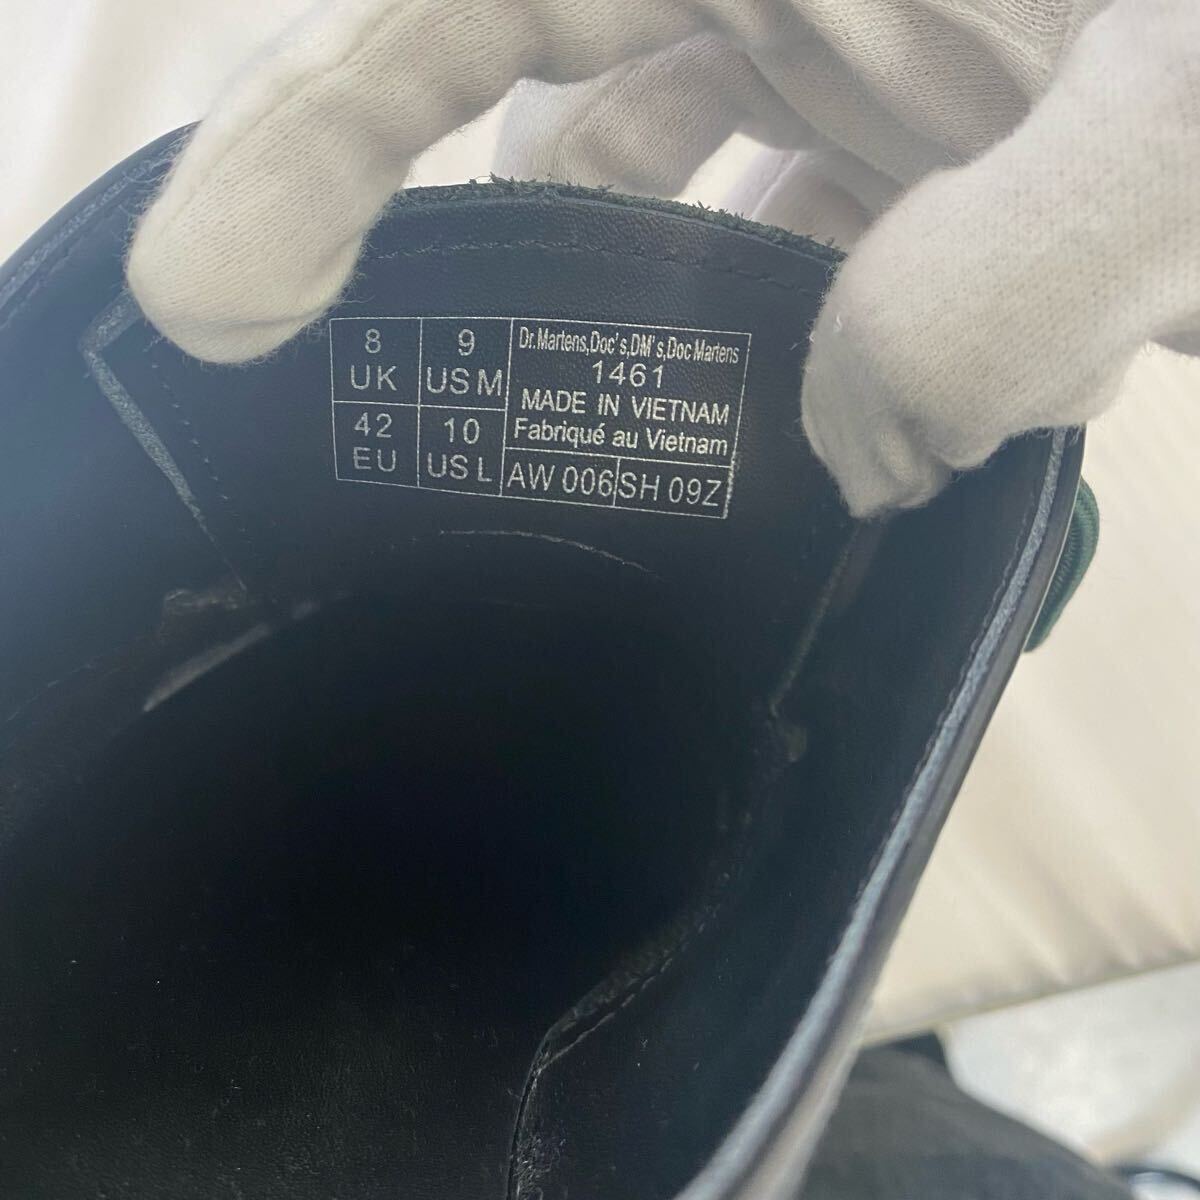 8
UK
9
US M
42
EU
10
US L
Dr.Martens,Doc's,DM's,Doc Martens
1461
MADE IN VIETNAM
Fabriqué au Vietnam
AW 006
SH 09Z